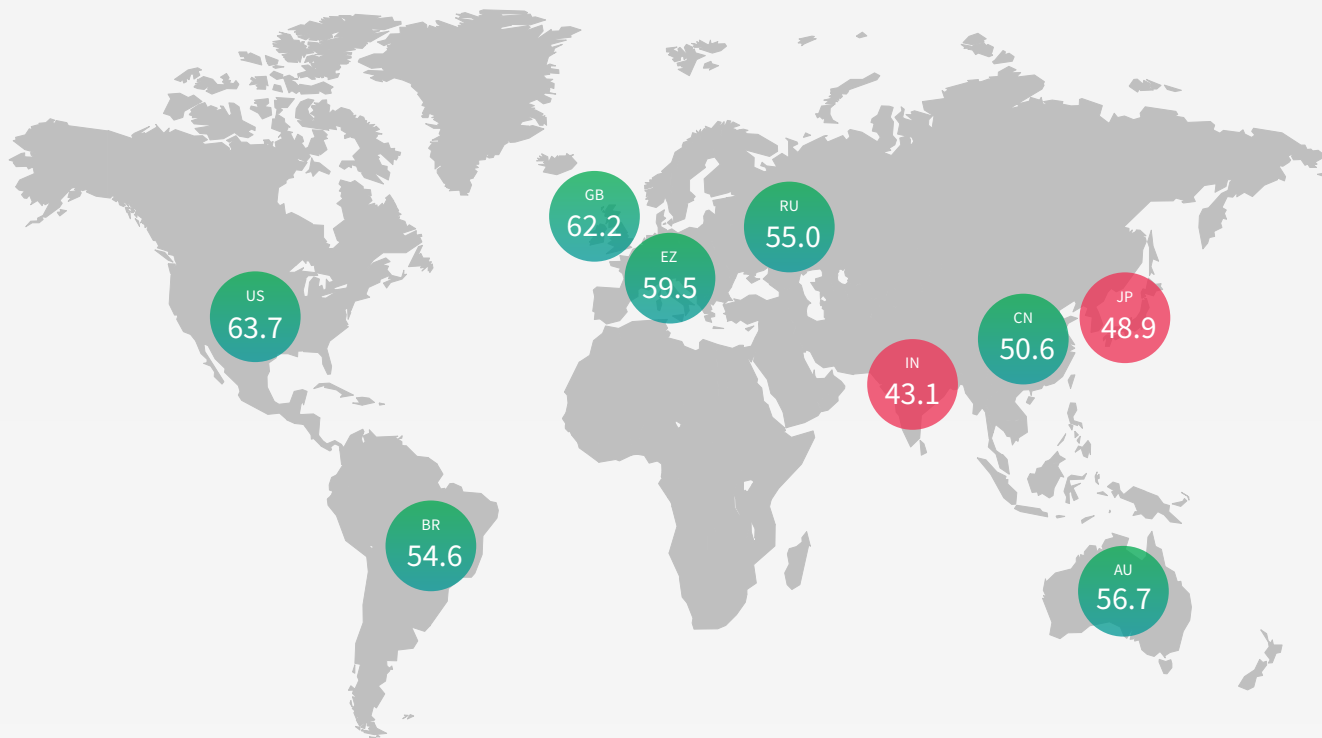 GB
62.2
RU
55.0
EZ
59.5
US
63.7
JP
48.9
CN
50.6
IN
43.1
BR
54.6
AU
56.7